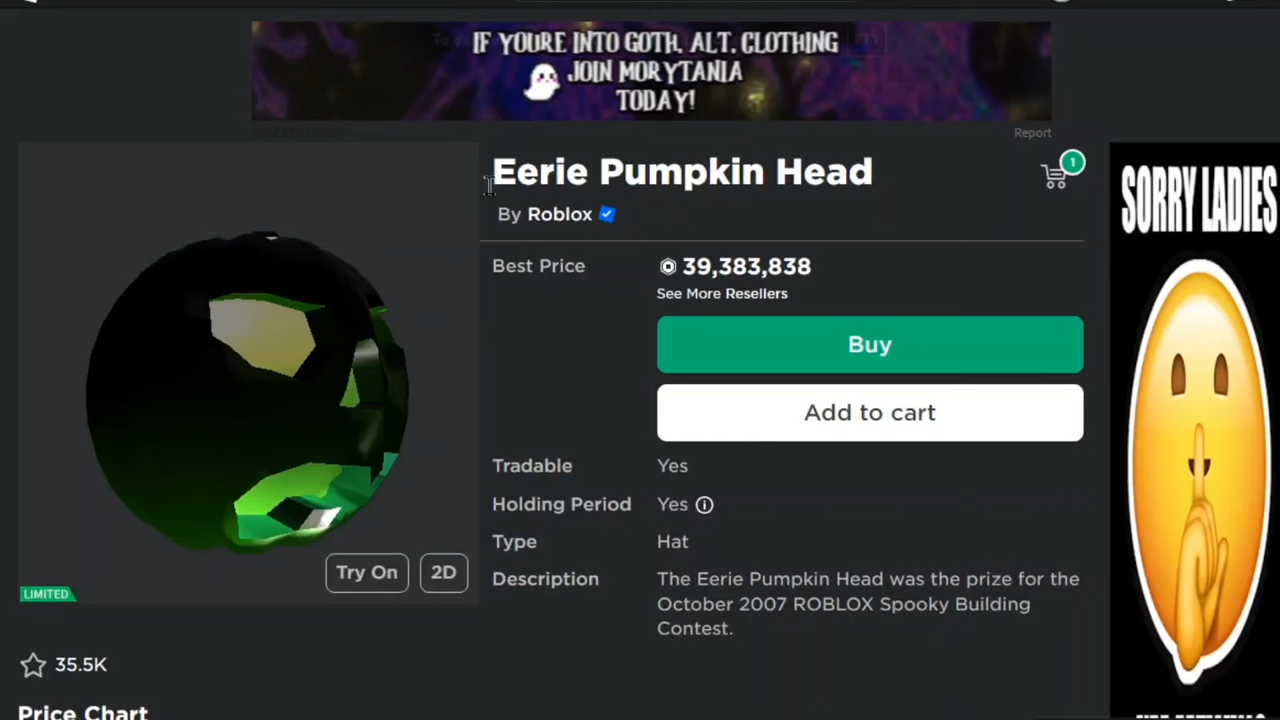 IF YOURE INTO GOTH, ALT. CLOTHING
JOIN MORYTANIA
TODAY!
Report
Eerie Pumpkin Head
1
By Roblox
Best Price
39,383,838
See More Resellers
Buy
Add to cart
Tradable
Yes
Holding Period
Yes
Type
Hat
Description
The Eerie Pumpkin Head was the prize for the
October 2007 ROBLOX Spooky Building
Contest.
Try On
2D
LIMITED
35.5K
Price Chart
SORRY LADIES